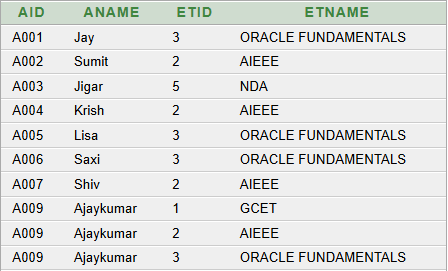 AID ANAME ETID ETNAME
A001 Jay 3 ORACLE FUNDAMENTALS
A002 Sumit 2 AIEEE
A003 Jigar 5 NDA
A004 Krish 2 AIEEE
A005 Lisa 3 ORACLE FUNDAMENTALS
A006 Saxi 3 ORACLE FUNDAMENTALS
A007 Shiv 2 AIEEE
A009 Ajaykumar 1 GCET
A009 Ajaykumar 2 AIEEE
A009 Ajaykumar 3 ORACLE FUNDAMENTALS